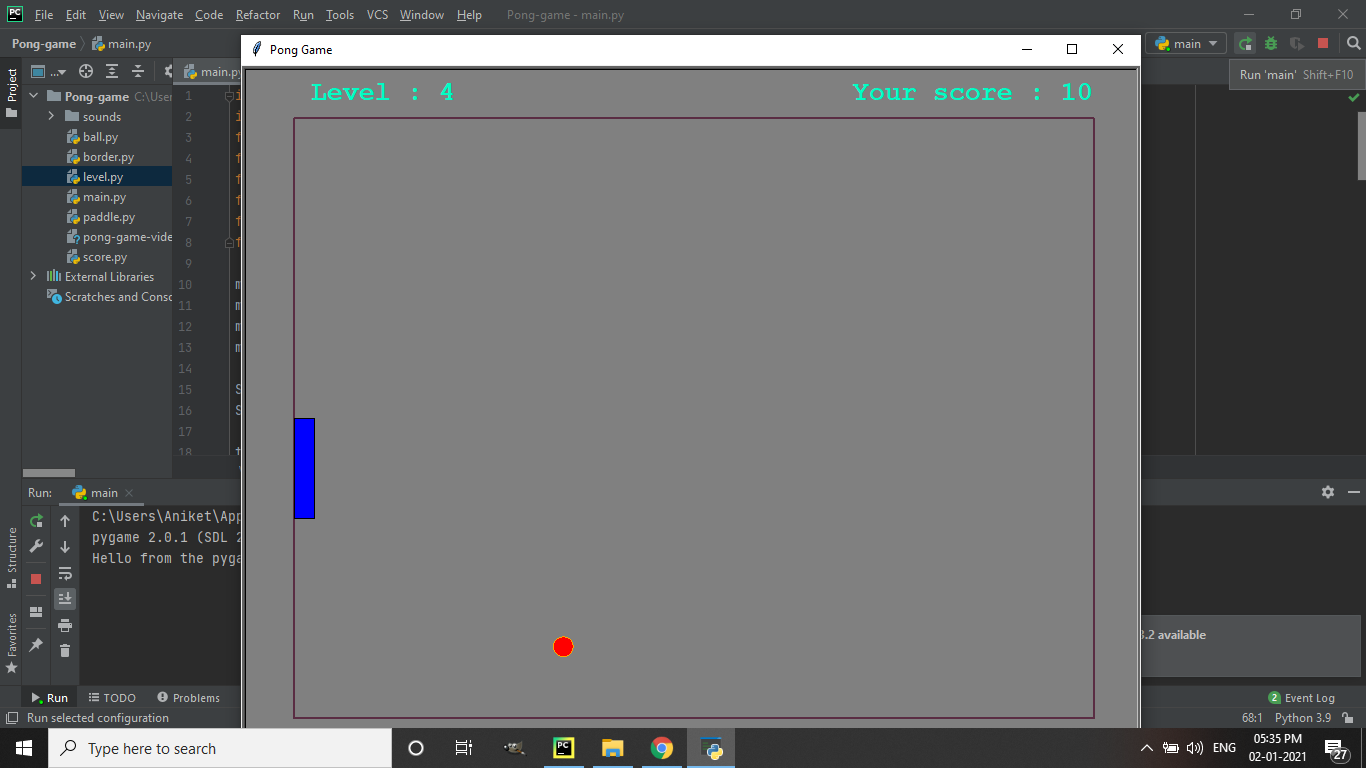 File Edit View Navigate Code Refactor Run Tools VCS Window Help Pong-game - main.py
Pong-game main.py
main
Run 'main' Shift+F10
Pong Game
Level : 4 Your score : 10
Project
main.py
Pong-game C:\User
sounds
ball.py
border.py
level.py
main.py
paddle.py
pong-game-vide
score.py
External Libraries
Scratches and Consc
1
2
3
4
5
6
7
8
9
10
11
12
13
14
15
16
17
18
Run: main
C:\Users\Aniket\App
pygame 2.0.1 (SDL 2
Hello from the pyga
Structure
Favorites
.2 available
Run TODO Problems
2 Event Log
Run selected configuration
68:1 Python 3.9
Type here to search
ENG
05:35 PM
02-01-2021
27